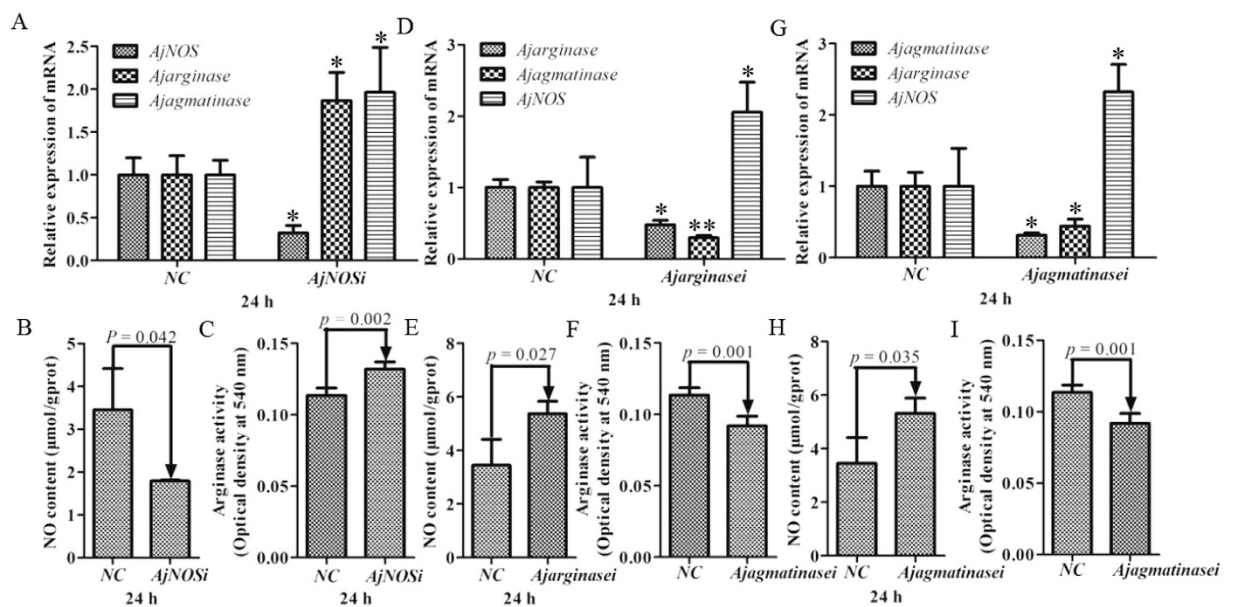 A
Relative expression of mRNA
2.5
2.0
1.5
1.0
0.5
0.0
AjNOS
Ajarginase
Ajagmatinase
*
*
*
NC
AjNOSi
24 h
D
Relative expression of mRNA
3
2
1
0
Ajarginase
Ajagmatinase
AjNOS
*
**
*
NC
Ajarginasei
24 h
G
Relative expression of mRNA
3
2
1
0
Ajagmatinase
Ajarginase
AjNOS
*
*
*
NC
Ajagmatinasei
24 h
B
NO content (μmol/gprot)
5
4
3
2
1
0
P = 0.042
NC
AjNOSi
24 h
C
Arginase activity
(Optical density at 540 nm)
0.15
0.10
0.05
0.00
p = 0.002
NC
AjNOSi
24 h
E
NO content (μmol/gprot)
8
6
4
2
0
p = 0.027
NC
Ajarginasei
24 h
F
Arginase activity
(Optical density at 540 nm)
0.15
0.10
0.05
0.00
p = 0.001
NC
Ajagmatinasei
H
NO content (μmol/gprot)
8
6
4
2
0
p = 0.035
NC
Ajagmatinasei
24 h
I
Arginase activity
(Optical density at 540 nm)
0.15
0.10
0.05
0.00
p = 0.001
NC
Ajagmatinasei